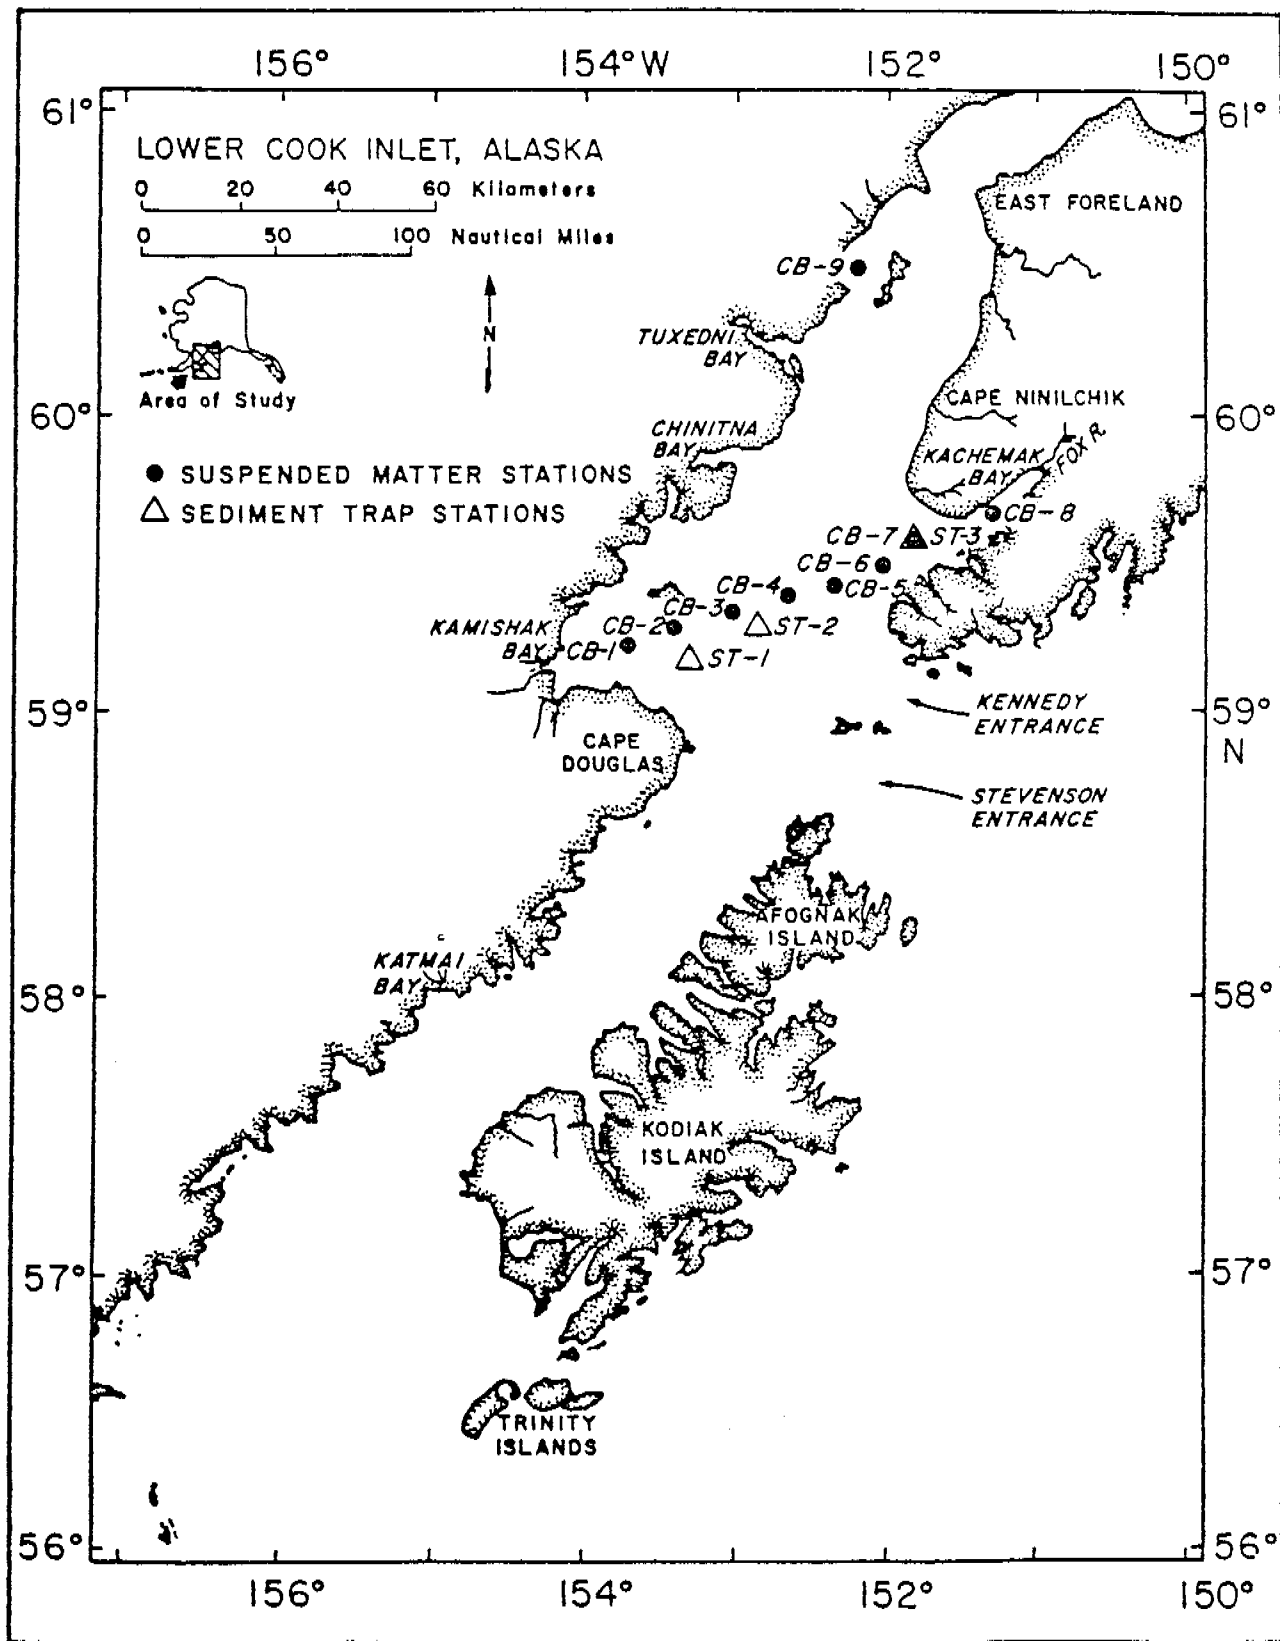 156° 154°W 152° 150°
61° 61°
LOWER COOK INLET, ALASKA
0 20 40 60 Kilometers
0 50 100 Nautical Miles
EAST FORELAND
CB-9
N
TUXEDNI
BAY
Area of Study
60° 60°
CAPE NINILCHIK
CHINITNA
BAY
KACHEMAK
BAY
FOX R.
● SUSPENDED MATTER STATIONS
△ SEDIMENT TRAP STATIONS
CB-8
CB-7 ST-3
CB-6
CB-5
CB-4
CB-3
CB-2
ST-2
KAMISHAK
BAY
CB-1
ST-1
59° 59°
N
KENNEDY
ENTRANCE
CAPE
DOUGLAS
STEVENSON
ENTRANCE
AFOGNAK
ISLAND
KATMAI
BAY
58° 58°
KODIAK
ISLAND
57° 57°
TRINITY
ISLANDS
56° 56°
156° 154° 152° 150°